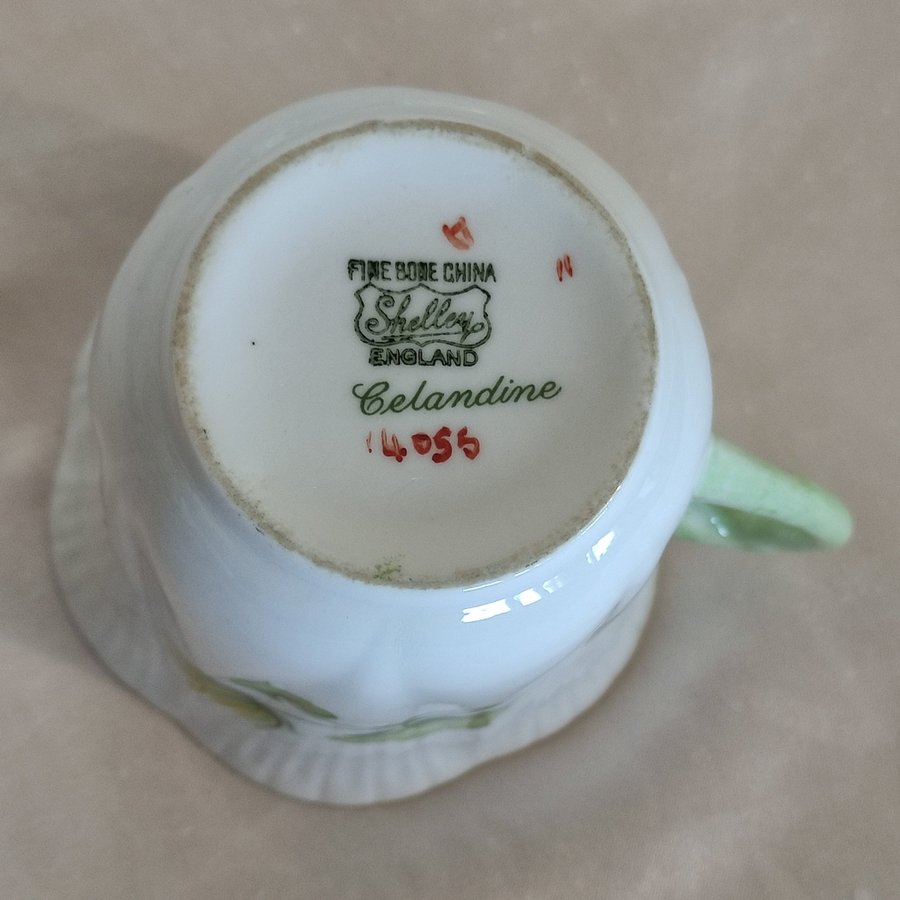 FINE BONE CHINA
Shelley
ENGLAND
Celandine
14055